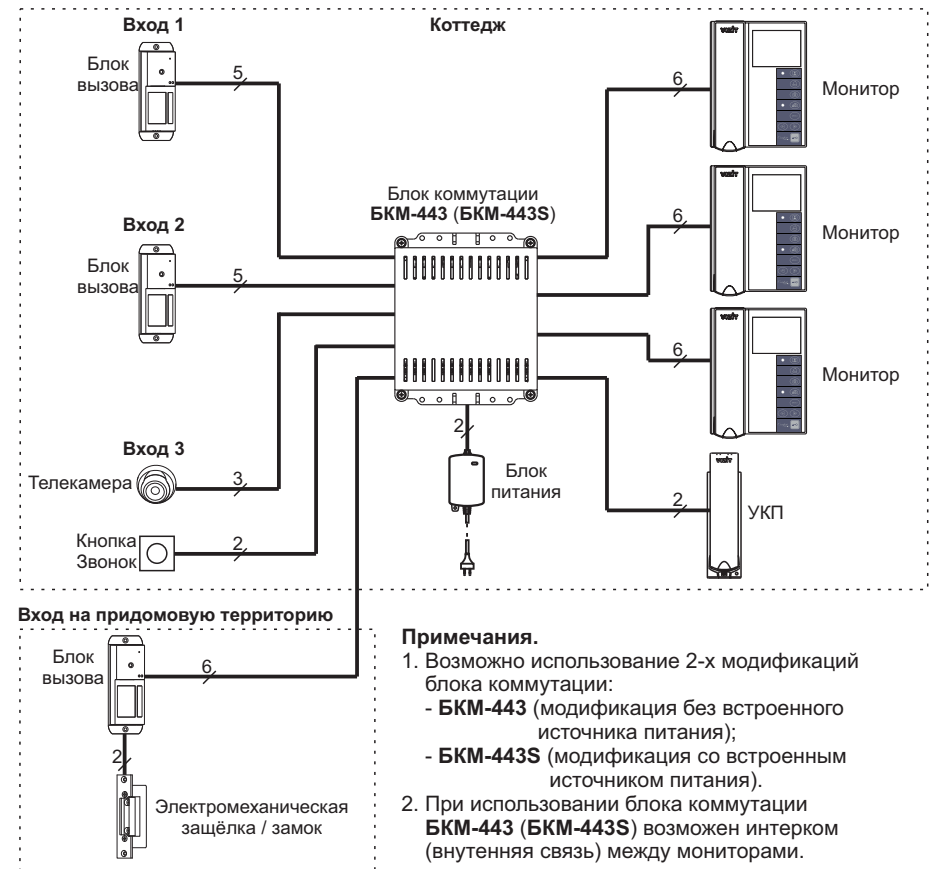 Вход 1
Коттедж
Блок
вызова
5
6
Монитор
Блок коммутации
БКМ-443 (БКМ-443S)
Вход 2
Блок
вызова
5
6
Монитор
6
Монитор
Вход 3
Телекамера
3
2
Блок
питания
2
УКП
Кнопка
Звонок
2
Вход на придомовую территорию
Блок
вызова
6
2
Электромеханическая
защёлка / замок
Примечания.
1. Возможно использование 2-х модификаций
блока коммутации:
- БКМ-443 (модификация без встроенного
источника питания);
- БКМ-443S (модификация со встроенным
источником питания).
2. При использовании блока коммутации
БКМ-443 (БКМ-443S) возможен интерком
(внутенняя связь) между мониторами.